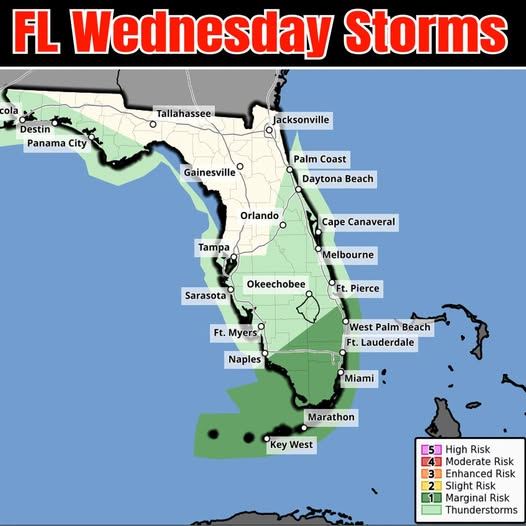 FL Wednesday Storms
cola
Destin
Panama City
Tallahassee
Jacksonville
Gainesville
Palm Coast
Daytona Beach
Orlando
Cape Canaveral
Tampa
Melbourne
Okeechobee
Ft. Pierce
Sarasota
West Palm Beach
Ft. Myers
Ft. Lauderdale
Naples
Miami
Marathon
Key West
5 High Risk
4 Moderate Risk
3 Enhanced Risk
2 Slight Risk
1 Marginal Risk
Thunderstorms